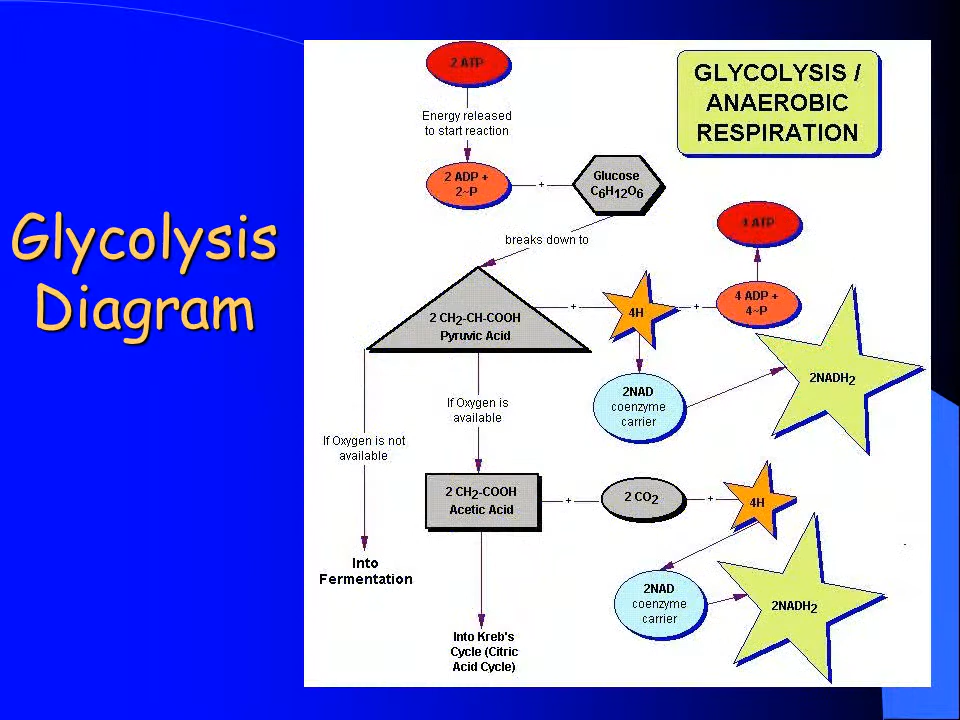 Glycolysis
Diagram
GLYCOLYSIS /
ANAEROBIC
RESPIRATION
2 ATP
Energy released
to start reaction
2 ADP +
2~P
+
Glucose
C6H12O6
breaks down to
4 ATP
2 CH2-CH-COOH
Pyruvic Acid
+
4H
+
4 ADP +
4~P
2NAD
coenzyme
carrier
2NADH2
If Oxygen is
available
If Oxygen is not
available
2 CH2-COOH
Acetic Acid
+
2 CO2
+
4H
Into
Fermentation
2NAD
coenzyme
carrier
2NADH2
Into Kreb's
Cycle (Citric
Acid Cycle)